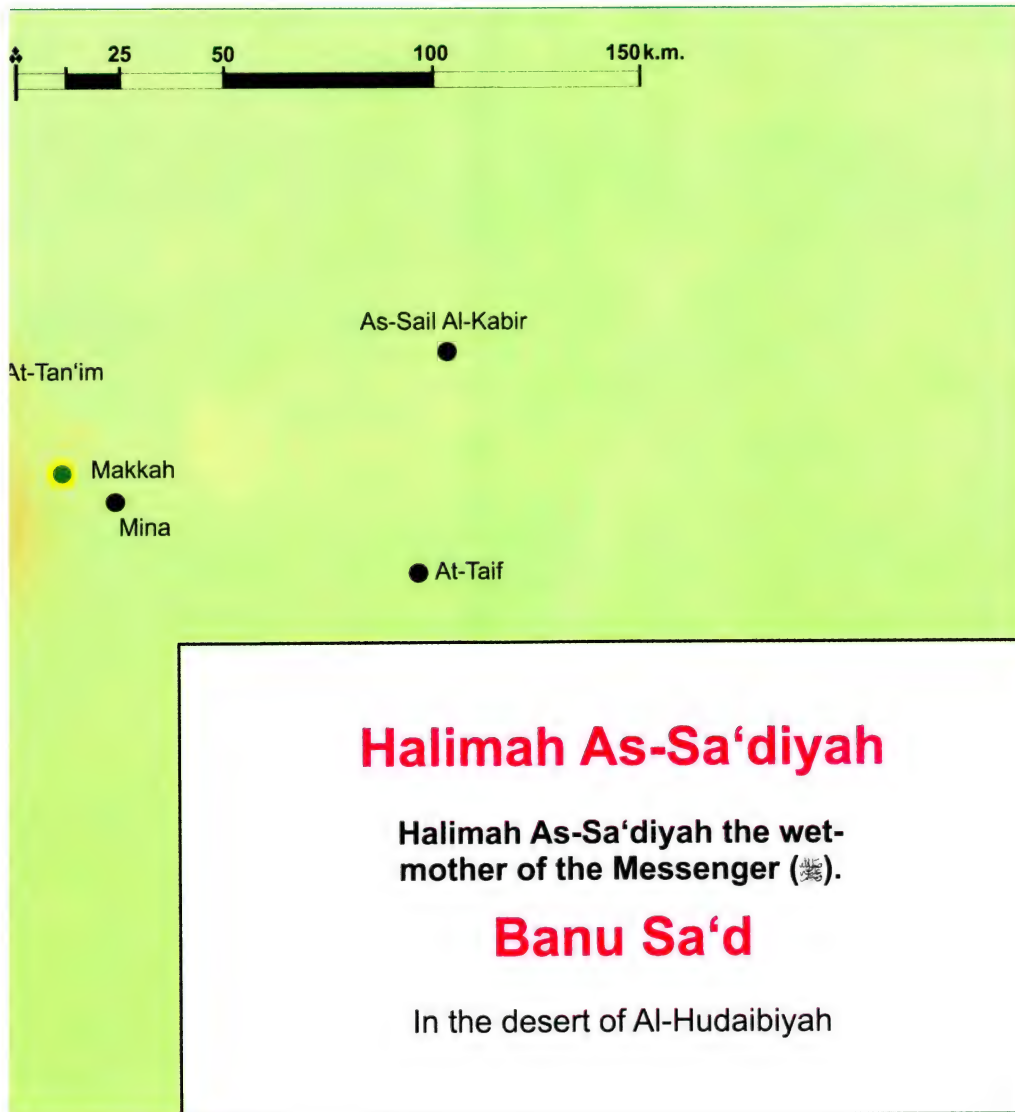 25 50 100 150 k.m.
As-Sail Al-Kabir
At-Tan‘im
Makkah
Mina
At-Taif
Halimah As-Sa‘diyah
Halimah As-Sa‘diyah the wet-
mother of the Messenger (ﷺ).
Banu Sa‘d
In the desert of Al-Hudaibiyah